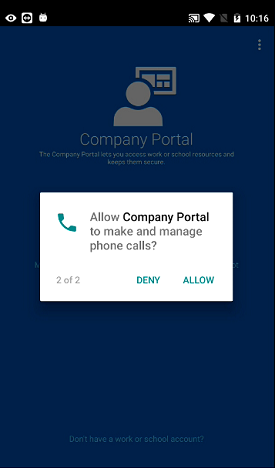 10:16
Company Portal
The Company Portal lets you access work or school resources and
keeps them secure.
Allow Company Portal
to make and manage
phone calls?
2 of 2
DENY
ALLOW
Don't have a work or school account?